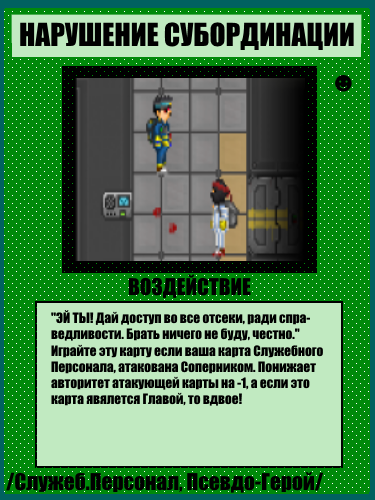 НАРУШЕНИЕ СУБОРДИНАЦИИ
ВОЗДЕЙСТВИЕ
"ЭЙ ТЫ! Дай доступ во все отсеки, ради спра-
ведливости. Брать ничего не буду, честно."
Играйте эту карту если ваша карта Служебного
Персонала, атакована Соперником. Понижает
авторитет атакующей карты на -1, а если это
карта явялется Главой, то вдвое!
/Служеб.Персонал, Псевдо-Герой/